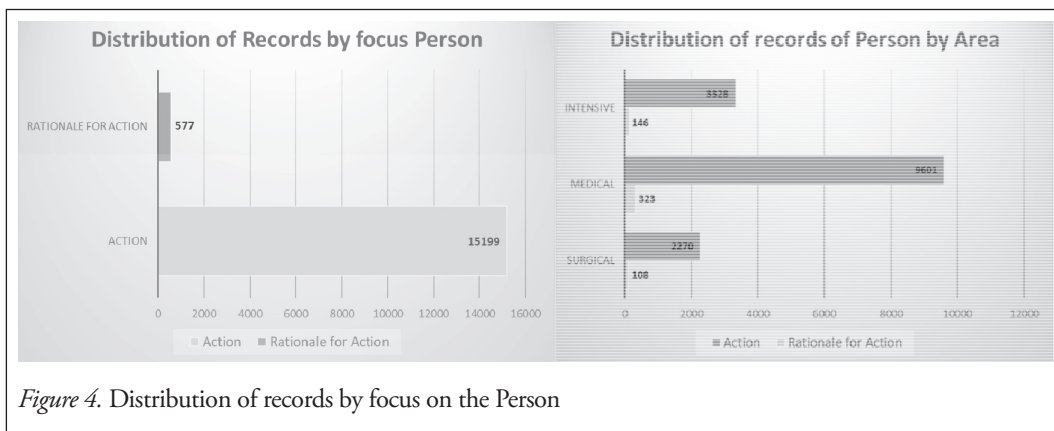 Distribution of Records by focus Person
RATIONALE FOR ACTION
577
ACTION
15199
0 2000 4000 6000 8000 10000 12000 14000 16000
Action Rationale for Action
Distribution of records of Person by Area
INTENSIVE
3328
146
MEDICAL
9601
323
SURGICAL
2270
108
0 2000 4000 6000 8000 10000 12000
Action Rationale for Action
Figure 4. Distribution of records by focus on the Person